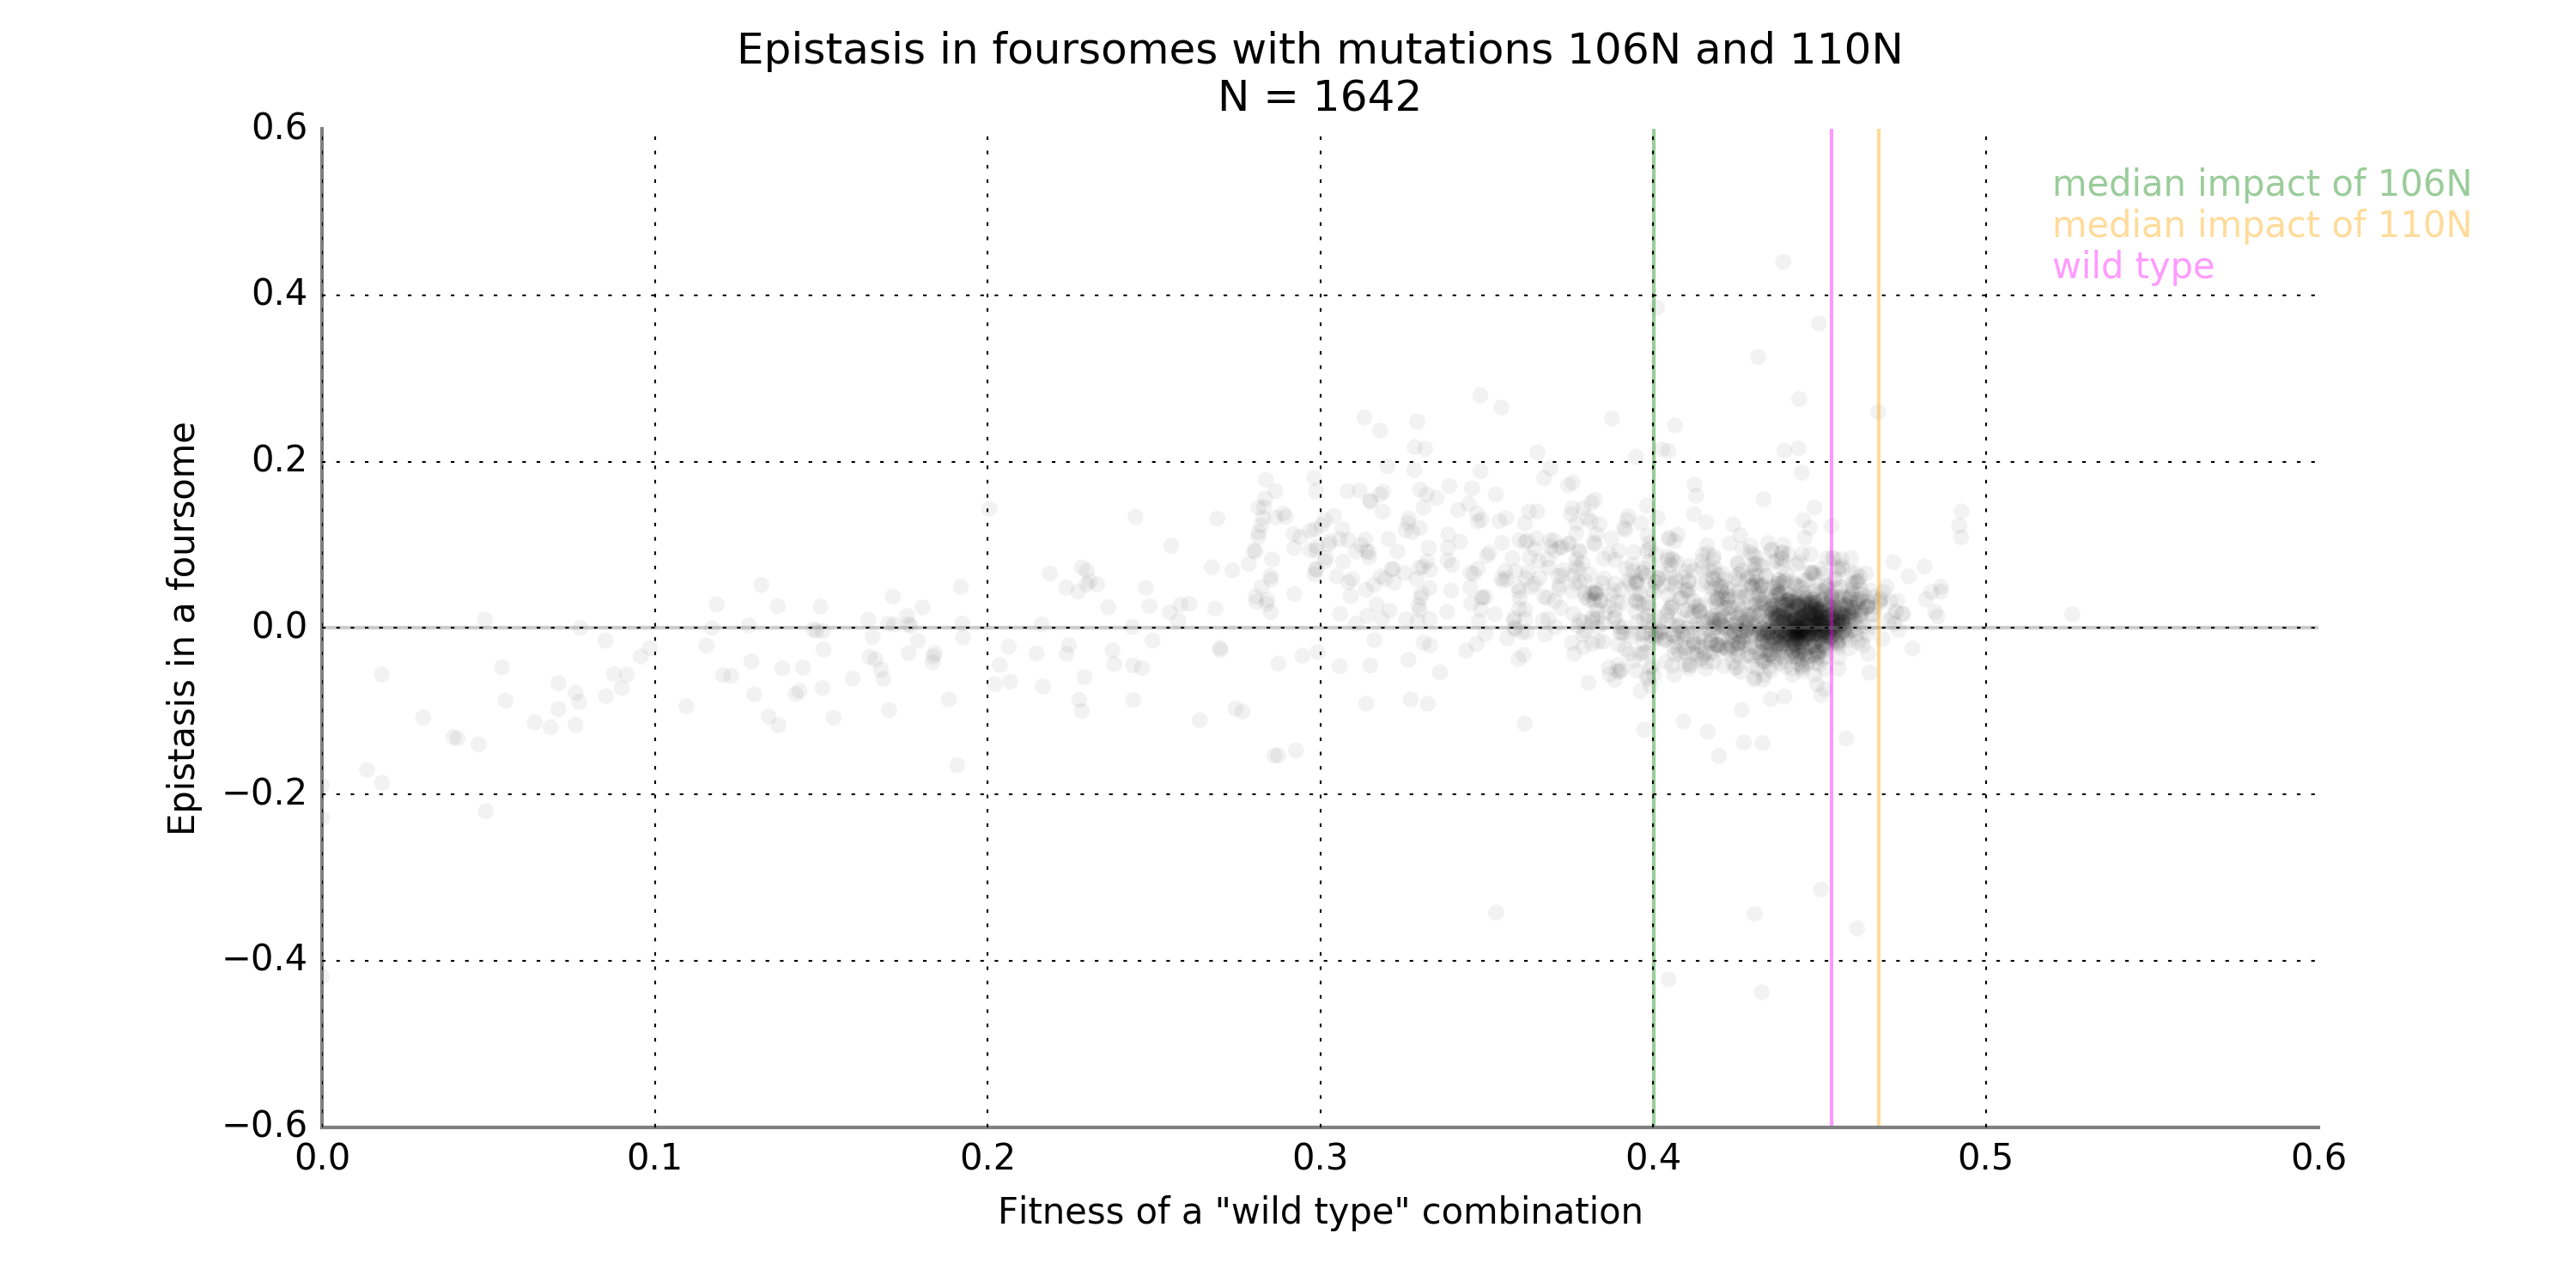 Epistasis in foursomes with mutations 106N and 110N
N = 1642
0.6
0.4
0.2
0.0
−0.2
−0.4
−0.6
Epistasis in a foursome
median impact of 106N
median impact of 110N
wild type
0.0 0.1 0.2 0.3 0.4 0.5 0.6
Fitness of a "wild type" combination